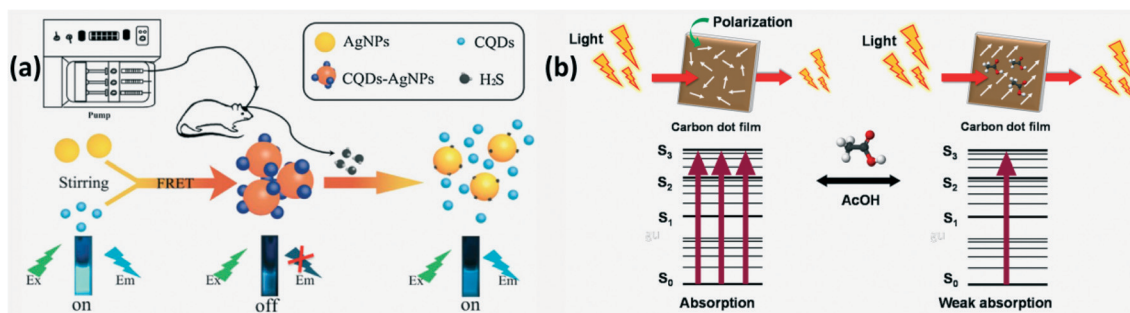 (a)
Pump
AgNPs
CQDs
CQDs-AgNPs
H₂S
Stirring
FRET
Ex
Em
on
Ex
Em
off
Ex
Em
on
(b)
Light
Polarization
Carbon dot film
Light
Carbon dot film
S₃
S₂
S₁
S₀
Absorption
AcOH
S₃
S₂
S₁
S₀
Weak absorption